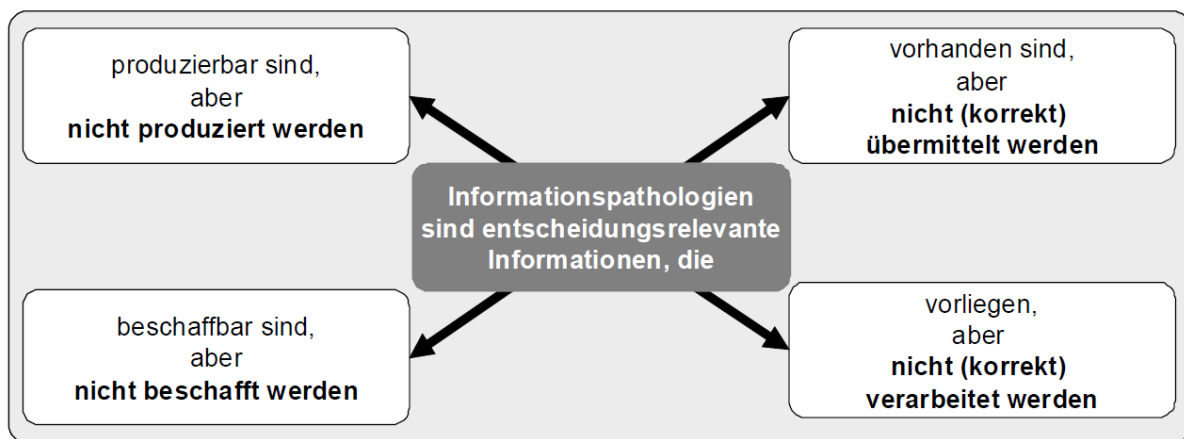 produzierbar sind,
aber
nicht produziert werden
vorhanden sind,
aber
nicht (korrekt)
übermittelt werden
Informationspathologien
sind entscheidungsrelevante
Informationen, die
beschaffbar sind,
aber
nicht beschafft werden
vorliegen,
aber
nicht (korrekt)
verarbeitet werden